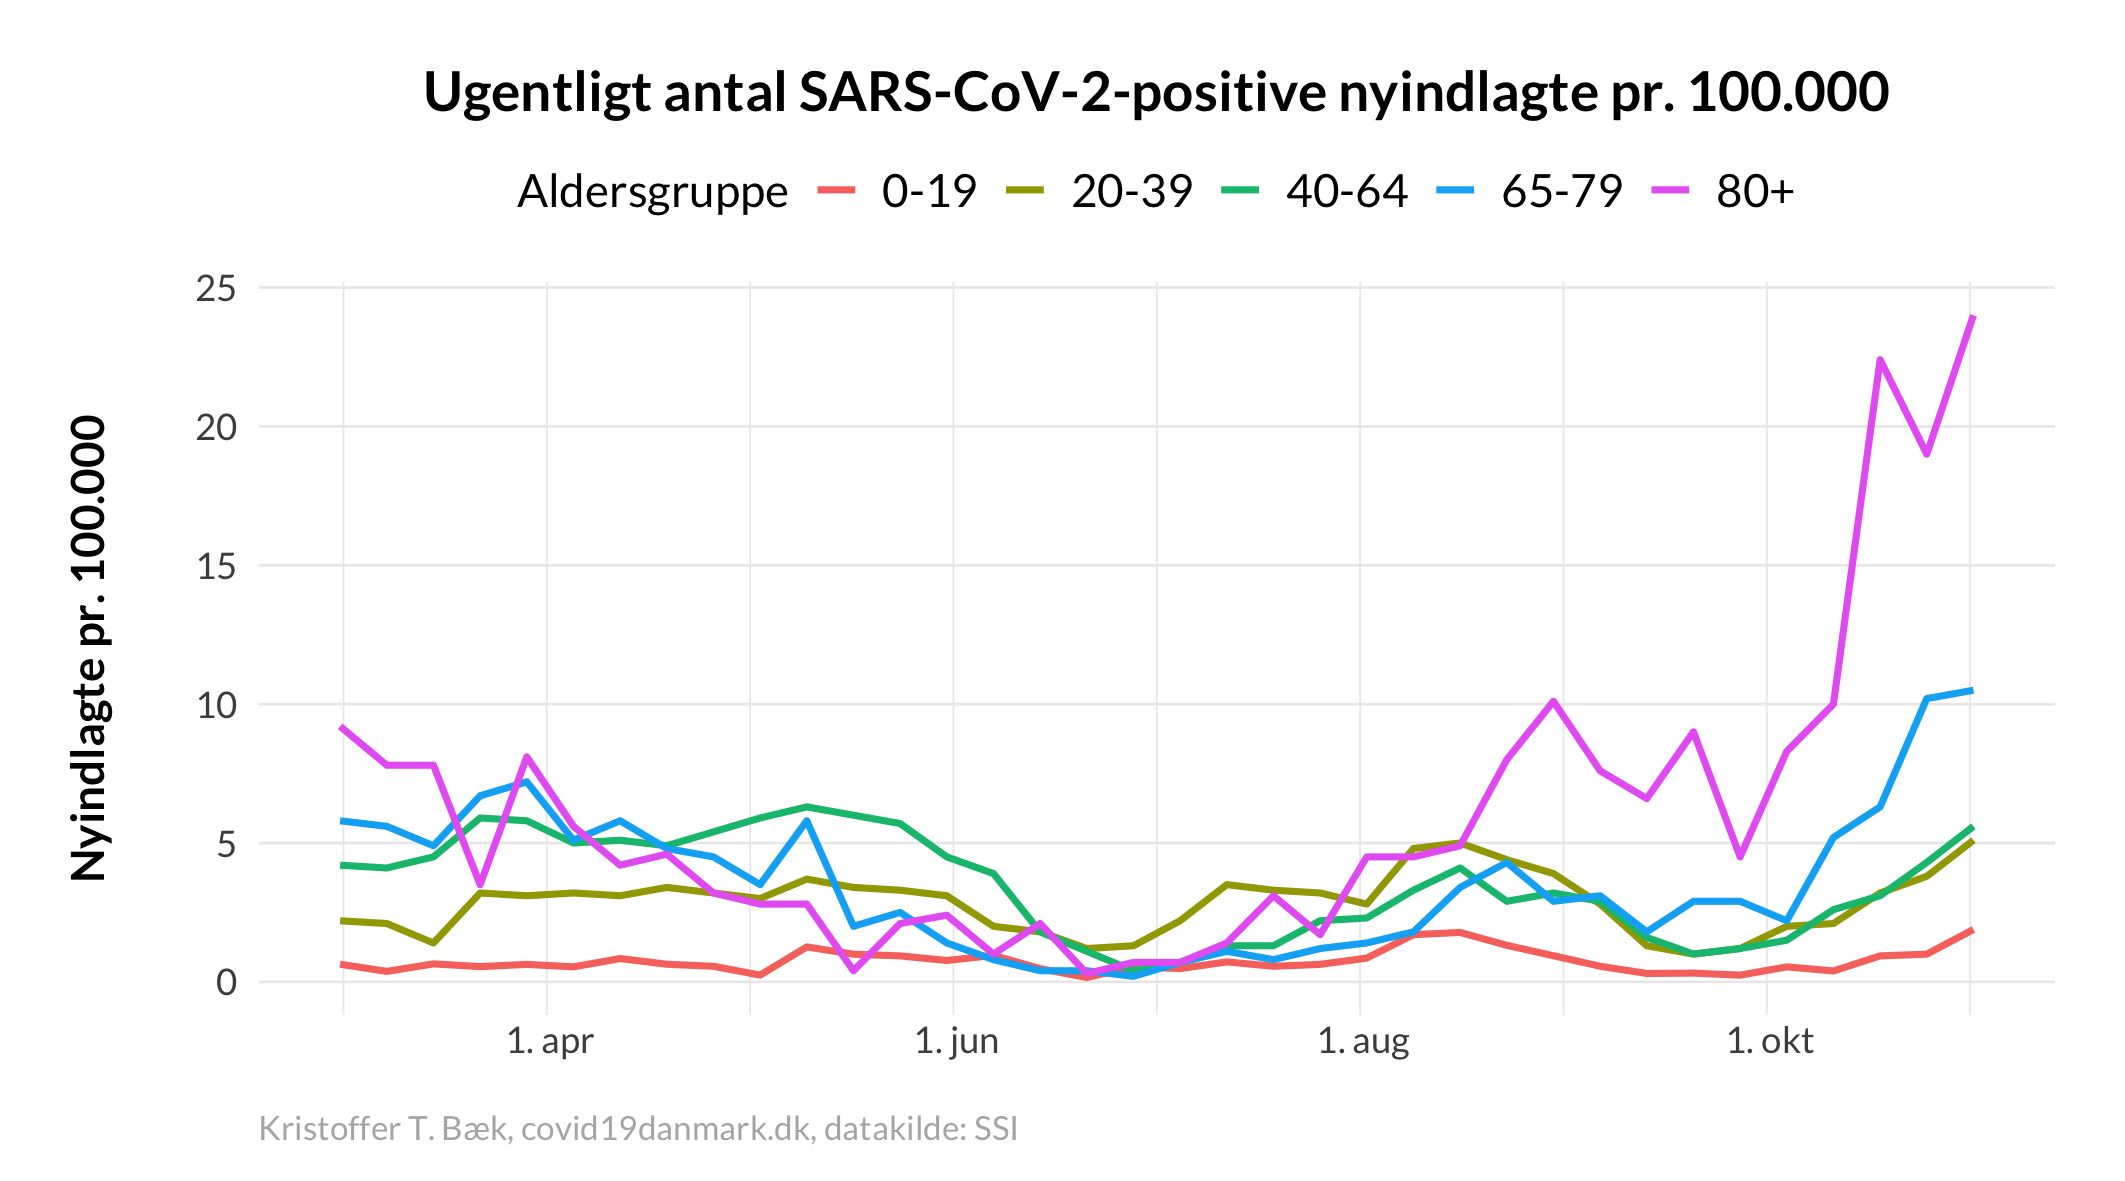 Ugentligt antal SARS-CoV-2-positive nyindlagte pr. 100.000
Aldersgruppe 0-19 20-39 40-64 65-79 80+
Nyindlagte pr. 100.000
25
20
15
10
5
0
1. apr 1. jun 1. aug 1. okt
Kristoffer T. Bæk, covid19danmark.dk, datakilde: SSI